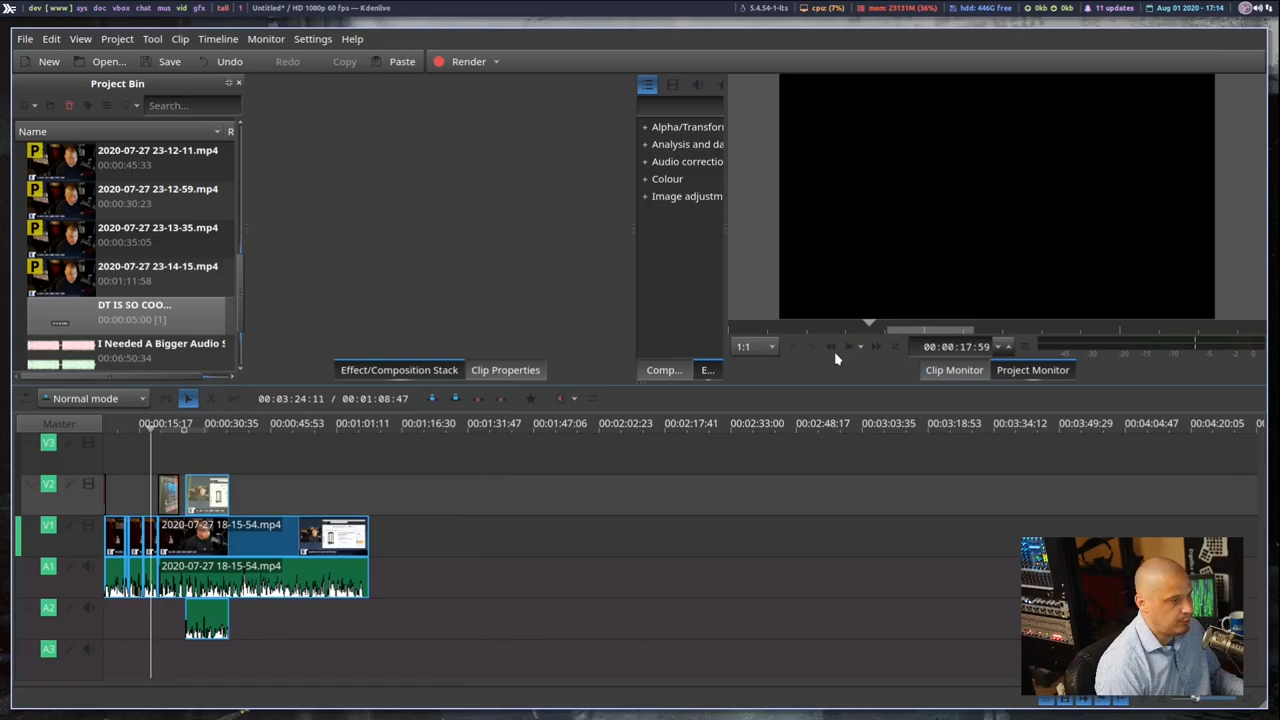 dev [ www ] sys doc vbox chat mus vid gfx | tall | 1 | Untitled* / HD 1080p 60 fps — Kdenlive
5.4.54-1-lts cpu: (7%) mem: 23131M (36%) hdd: 446G free 0kb 0kb 11 updates Aug 01 2020 - 17:14
File Edit View Project Tool Clip Timeline Monitor Settings Help
New Open... Save Undo Redo Copy Paste Render
Project Bin
Search...
Name R
2020-07-27 23-12-11.mp4
00:00:45:33
2020-07-27 23-12-59.mp4
00:00:30:23
2020-07-27 23-13-35.mp4
00:00:35:05
2020-07-27 23-14-15.mp4
00:01:11:58
DT IS SO COO...
00:00:05:00 [1]
I Needed A Bigger Audio S
00:06:50:34
Effect/Composition Stack Clip Properties
+ Alpha/Transforn
+ Analysis and da
+ Audio correctio
+ Colour
+ Image adjustm
Comp... E...
1:1 00:00:17:59 -45 -30 -20 -15 -10 -5 -2 0
Clip Monitor Project Monitor
Normal mode 00:03:24:11 / 00:01:08:47
Master 00:00:15:17 00:00:30:35 00:00:45:53 00:01:01:11 00:01:16:30 00:01:31:47 00:01:47:06 00:02:02:23 00:02:17:41 00:02:33:00 00:02:48:17 00:03:03:35 00:03:18:53 00:03:34:12 00:03:49:29 00:04:04:47 00:04:20:05
V3
V2
V1 2020-07-27 18-15-54.mp4
A1 2020-07-27 18-15-54.mp4
A2
A3